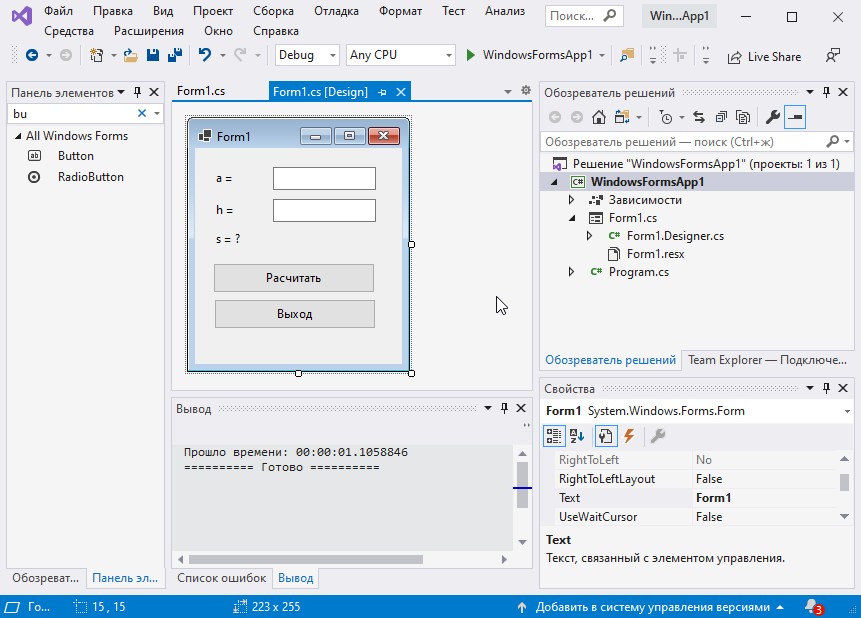 Файл Правка Вид Проект Сборка Отладка Формат Тест Анализ
Поиск...
Win...App1
Средства Расширения Окно Справка
Debug Any CPU WindowsFormsApp1 Live Share
Панель элементов
bu
All Windows Forms
Button
RadioButton
Form1.cs Form1.cs [Design]
Form1
a =
h =
s = ?
Расчитать
Выход
Вывод
Прошло времени: 00:00:01.1058846
========== Готово ==========
Обозреват... Панель эл...
Список ошибок Вывод
Обозреватель решений
Обозреватель решений — поиск (Ctrl+ж)
Решение "WindowsFormsApp1" (проекты: 1 из 1)
C# WindowsFormsApp1
Зависимости
Form1.cs
C# Form1.Designer.cs
Form1.resx
C# Program.cs
Обозреватель решений Team Explorer — Подключе...
Свойства
Form1 System.Windows.Forms.Form
RightToLeft No
RightToLeftLayout False
Text Form1
UseWaitCursor False
Text
Текст, связанный с элементом управления.
Го... 15 , 15 223 x 255 Добавить в систему управления версиями 3